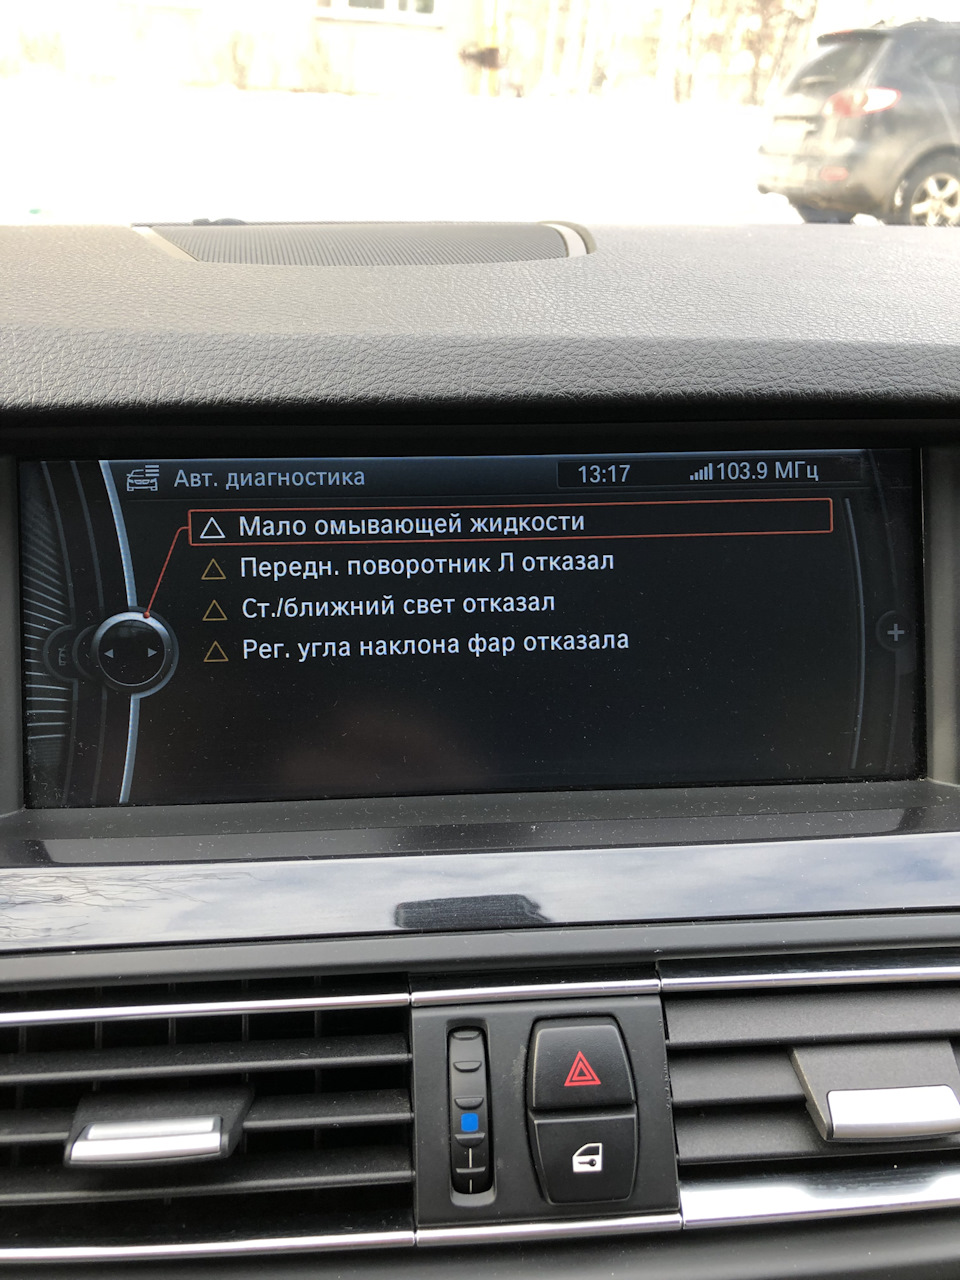 Авт. диагностика 13:17 103.9 МГц
Мало омывающей жидкости
Передн. поворотник Л отказал
Ст./ближний свет отказал
Рег. угла наклона фар отказала